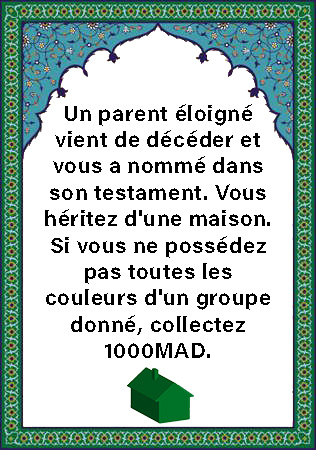 Un parent éloigné
vient de décéder et
vous a nommé dans
son testament. Vous
héritez d'une maison.
Si vous ne possédez
pas toutes les
couleurs d'un groupe
donné, collectez
1000MAD.